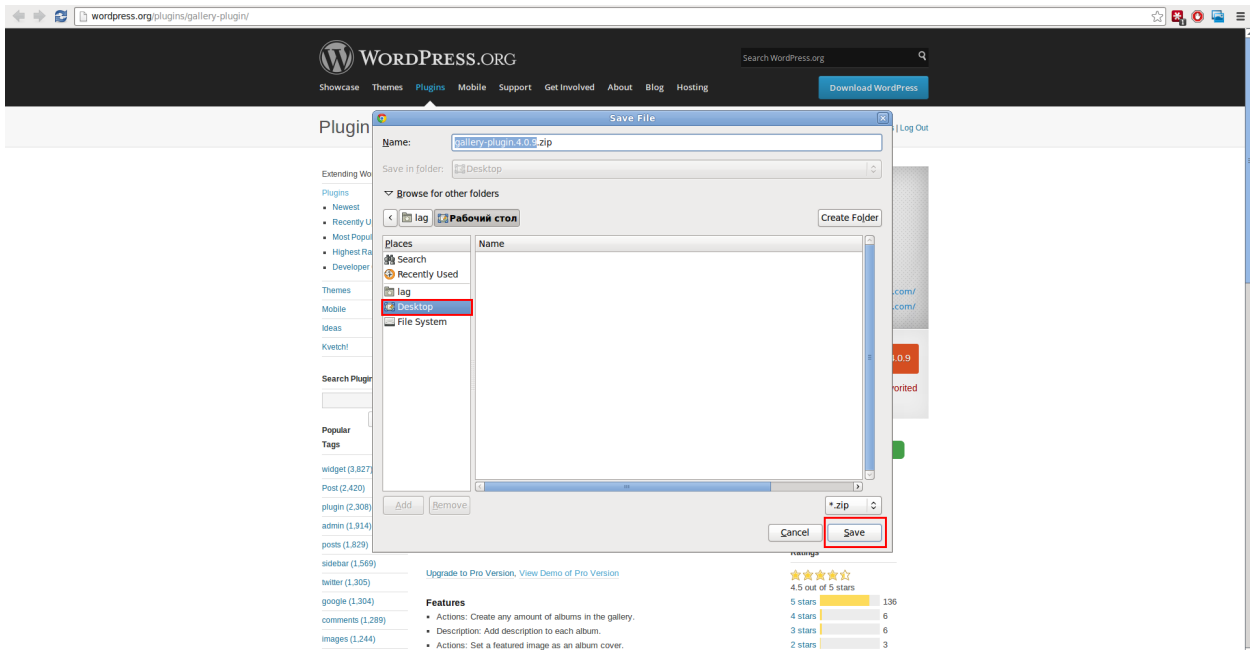 wordpress.org/plugins/gallery-plugin/
WORDPRESS.ORG
Search WordPress.org
Showcase Themes Plugins Mobile Support Get Involved About Blog Hosting
Download WordPress
Plugin
| Log Out
Save File
Name: gallery-plugin.4.0.9.zip
Save in folder: Desktop
Browse for other folders
lag Рабочий стол
Create Folder
Places
Name
Search
Recently Used
lag
Desktop
File System
Add Remove
*.zip
Cancel Save
Extending Wo
Plugins
Newest
Recently U
Most Popul
Highest Ra
Developer
Themes
Mobile
Ideas
Kvetch!
Search Plugin
Popular
Tags
widget (3,827)
Post (2,420)
plugin (2,308)
admin (1,914)
posts (1,829)
sidebar (1,569)
twitter (1,305)
google (1,304)
comments (1,289)
images (1,244)
.com/
.com/
4.0.9
vorited
Upgrade to Pro Version, View Demo of Pro Version
Features
Actions: Create any amount of albums in the gallery.
Description: Add description to each album.
Actions: Set a featured image as an album cover.
Ratings
4.5 out of 5 stars
5 stars 136
4 stars 6
3 stars 6
2 stars 3